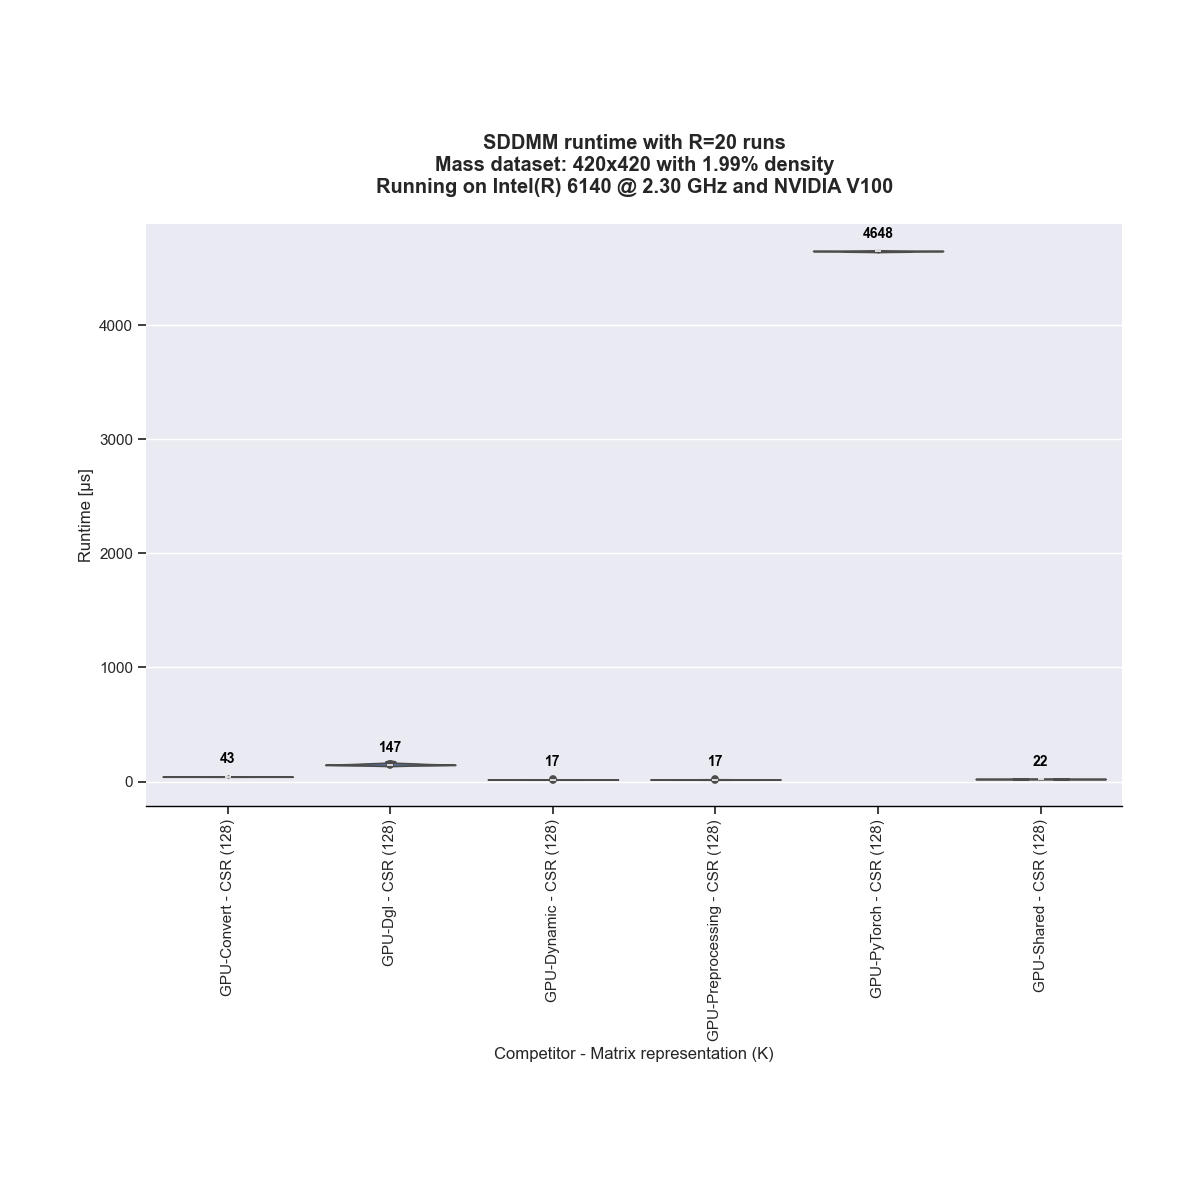 SDDMM runtime with R=20 runs
Mass dataset: 420x420 with 1.99% density
Running on Intel(R) 6140 @ 2.30 GHz and NVIDIA V100
Runtime [µs]
4000
3000
2000
1000
0
43
147
17
17
4648
22
GPU-Convert - CSR (128)
GPU-Dgl - CSR (128)
GPU-Dynamic - CSR (128)
GPU-Preprocessing - CSR (128)
GPU-PyTorch - CSR (128)
GPU-Shared - CSR (128)
Competitor - Matrix representation (K)